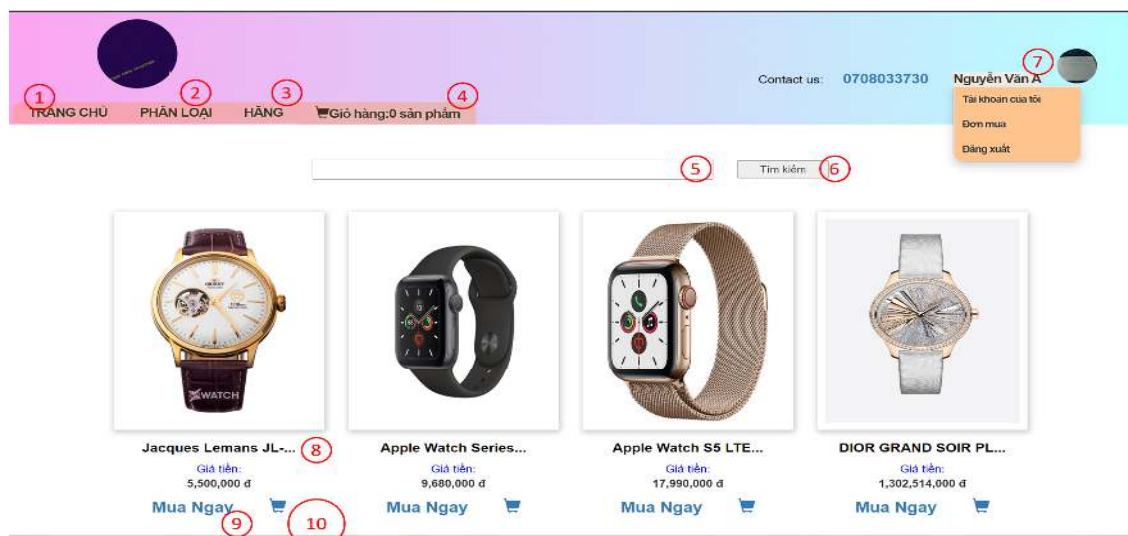 7
Contact us: 0708033730 Nguyễn Văn A
1 2 3 4
TRANG CHỦ PHÂN LOẠI HÃNG Giỏ hàng:0 sản phẩm
Tài khoản của tôi
Đơn mua
Đăng xuất
5 Tìm kiếm 6
ORIENT
WATCH
Jacques Lemans JL-... 8 Apple Watch Series... Apple Watch S5 LTE... DIOR GRAND SOIR PL...
Giá tiền: Giá tiền: Giá tiền: Giá tiền:
5,500,000 đ 9,680,000 đ 17,990,000 đ 1,302,514,000 đ
Mua Ngay Mua Ngay Mua Ngay Mua Ngay
9 10